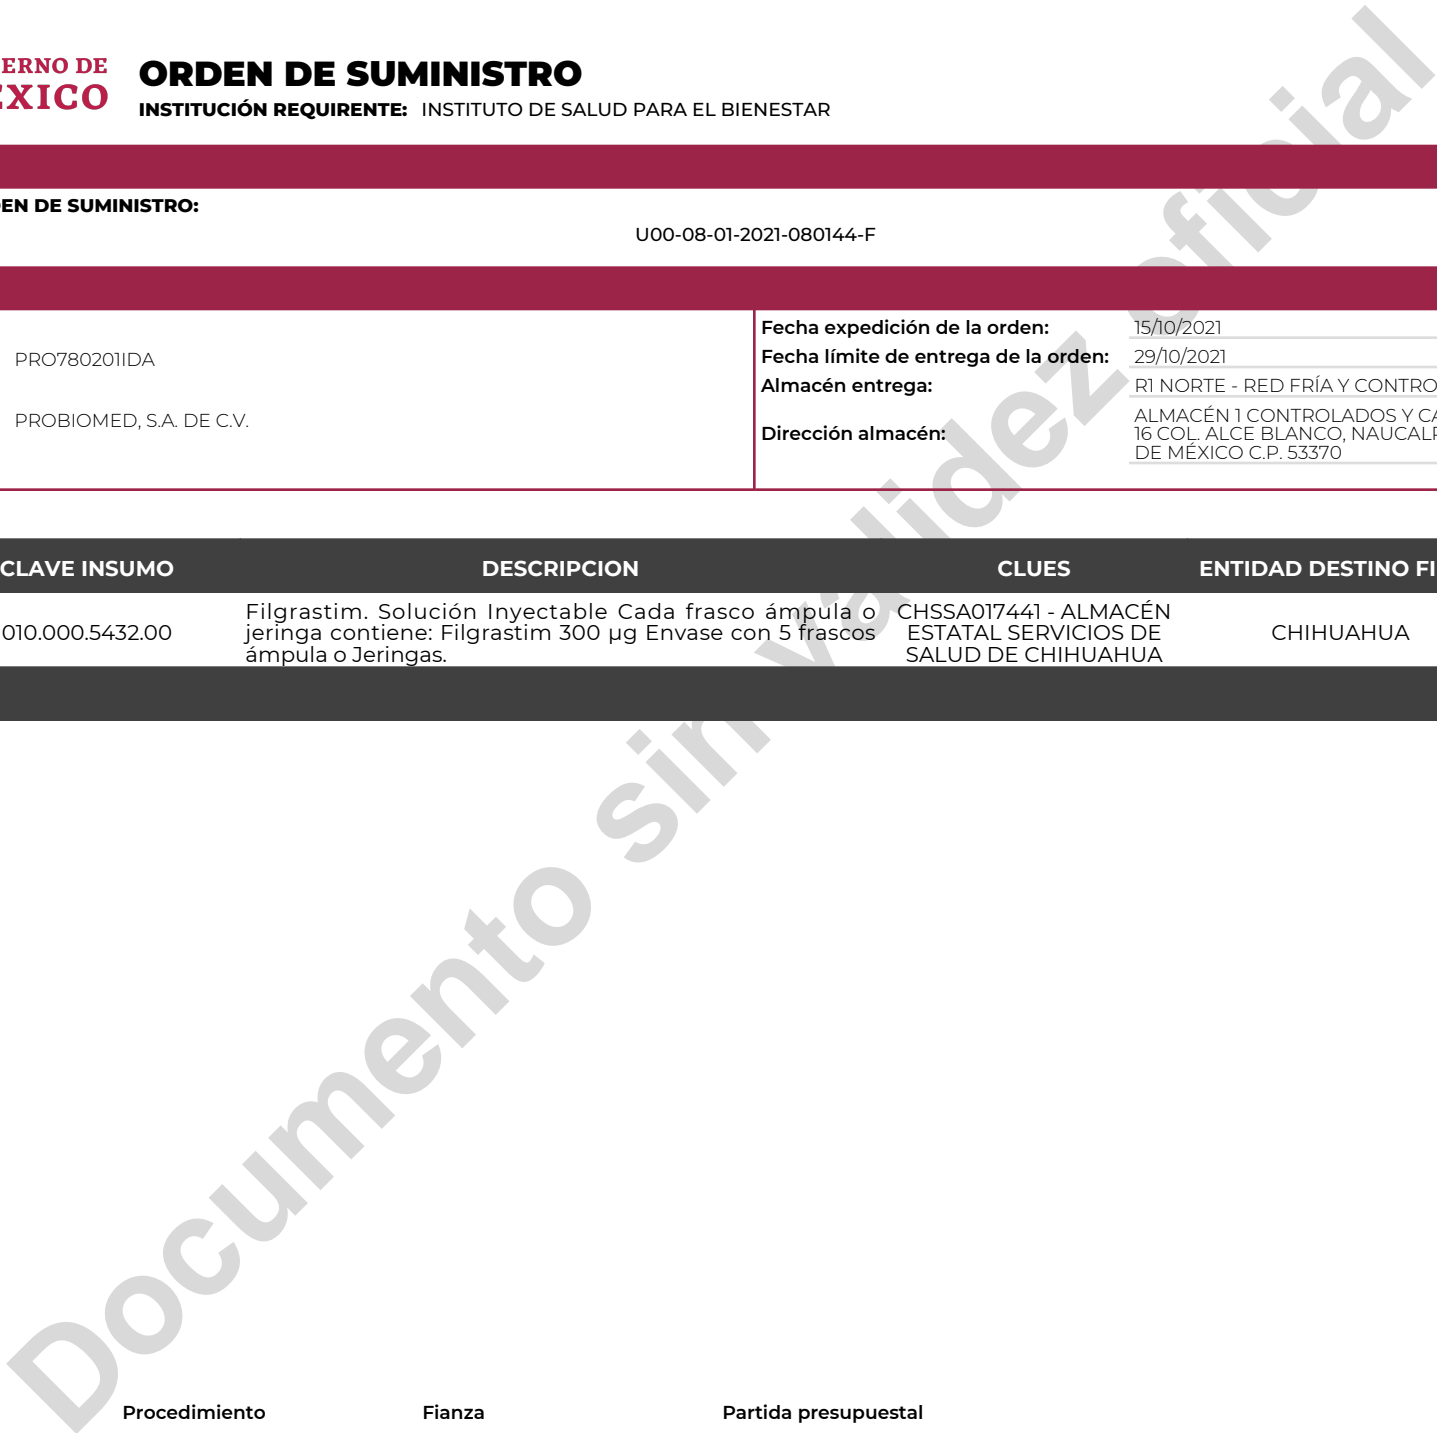 ERNO DE
ORDEN DE SUMINISTRO
INSTITUCIÓN REQUIRENTE: INSTITUTO DE SALUD PARA EL BIENESTAR
EN DE SUMINISTRO:
U00-08-01-2021-080144-F
Fecha expedición de la orden: 15/10/2021
PRO780201IDA
Fecha límite de entrega de la orden: 29/10/2021
Almacén entrega: R1 NORTE - RED FRÍA Y CONTRO
PROBIOMED, S.A. DE C.V.
Dirección almacén:
ALMACÉN 1 CONTROLADOS Y CA
16 COL. ALCE BLANCO, NAUCALP
DE MÉXICO C.P. 53370
CLAVE INSUMO DESCRIPCION CLUES ENTIDAD DESTINO FI
010.000.5432.00
Filgrastim. Solución Inyectable Cada frasco ámpula o
jeringa contiene: Filgrastim 300 µg Envase con 5 frascos
ámpula o Jeringas.
CHSSA017441 - ALMACÉN
ESTATAL SERVICIOS DE
SALUD DE CHIHUAHUA
CHIHUAHUA
Documento sin validez oficial
Procedimiento Fianza Partida presupuestal